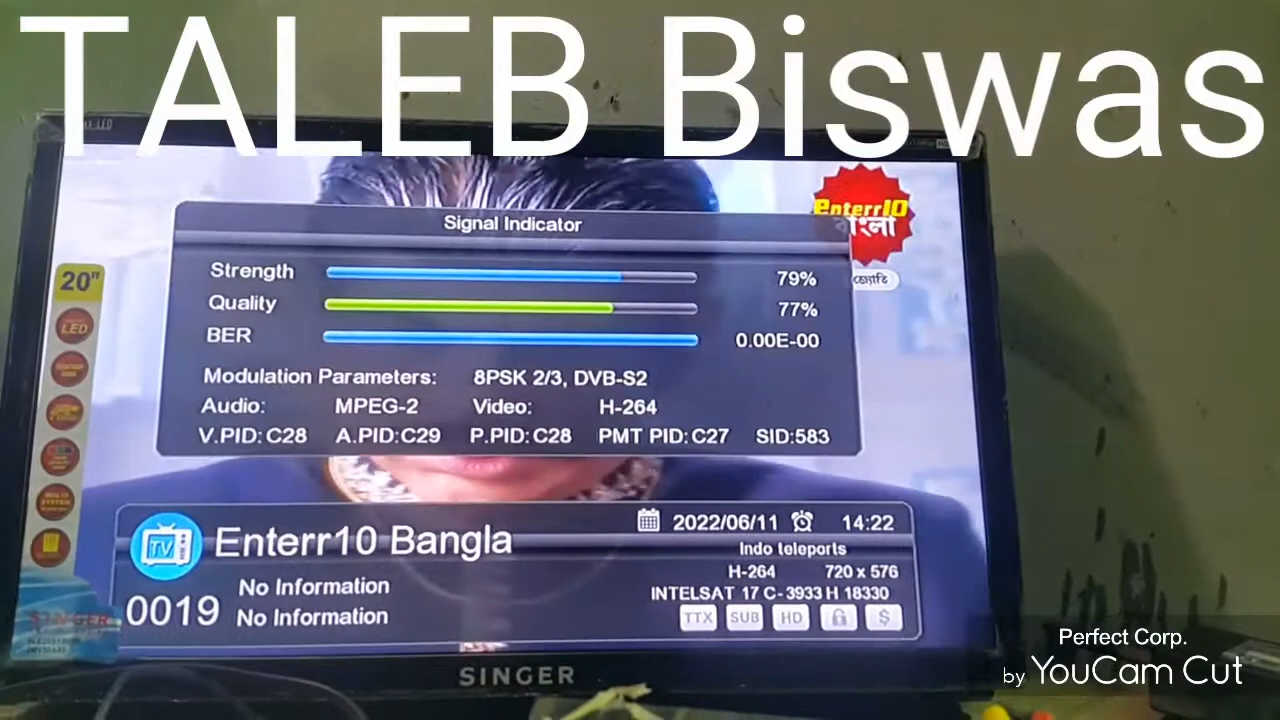 TALEB Biswas
Signal Indicator
enterr10
বাংলা
Strength 79%
Quality 77%
BER 0.00E-00
Modulation Parameters: 8PSK 2/3, DVB-S2
Audio: MPEG-2 Video: H-264
V.PID:C28 A.PID:C29 P.PID:C28 PMT PID:C27 SID:583
20"
LED
TV
Enterr10 Bangla
2022/06/11 14:22
Indo teleports
No Information
H-264 720 x 576
INTELSAT 17 C-3933 H 18330
0019
No Information
TTX SUB HD $
SINGER
SINGER
Perfect Corp.
by YouCam Cut